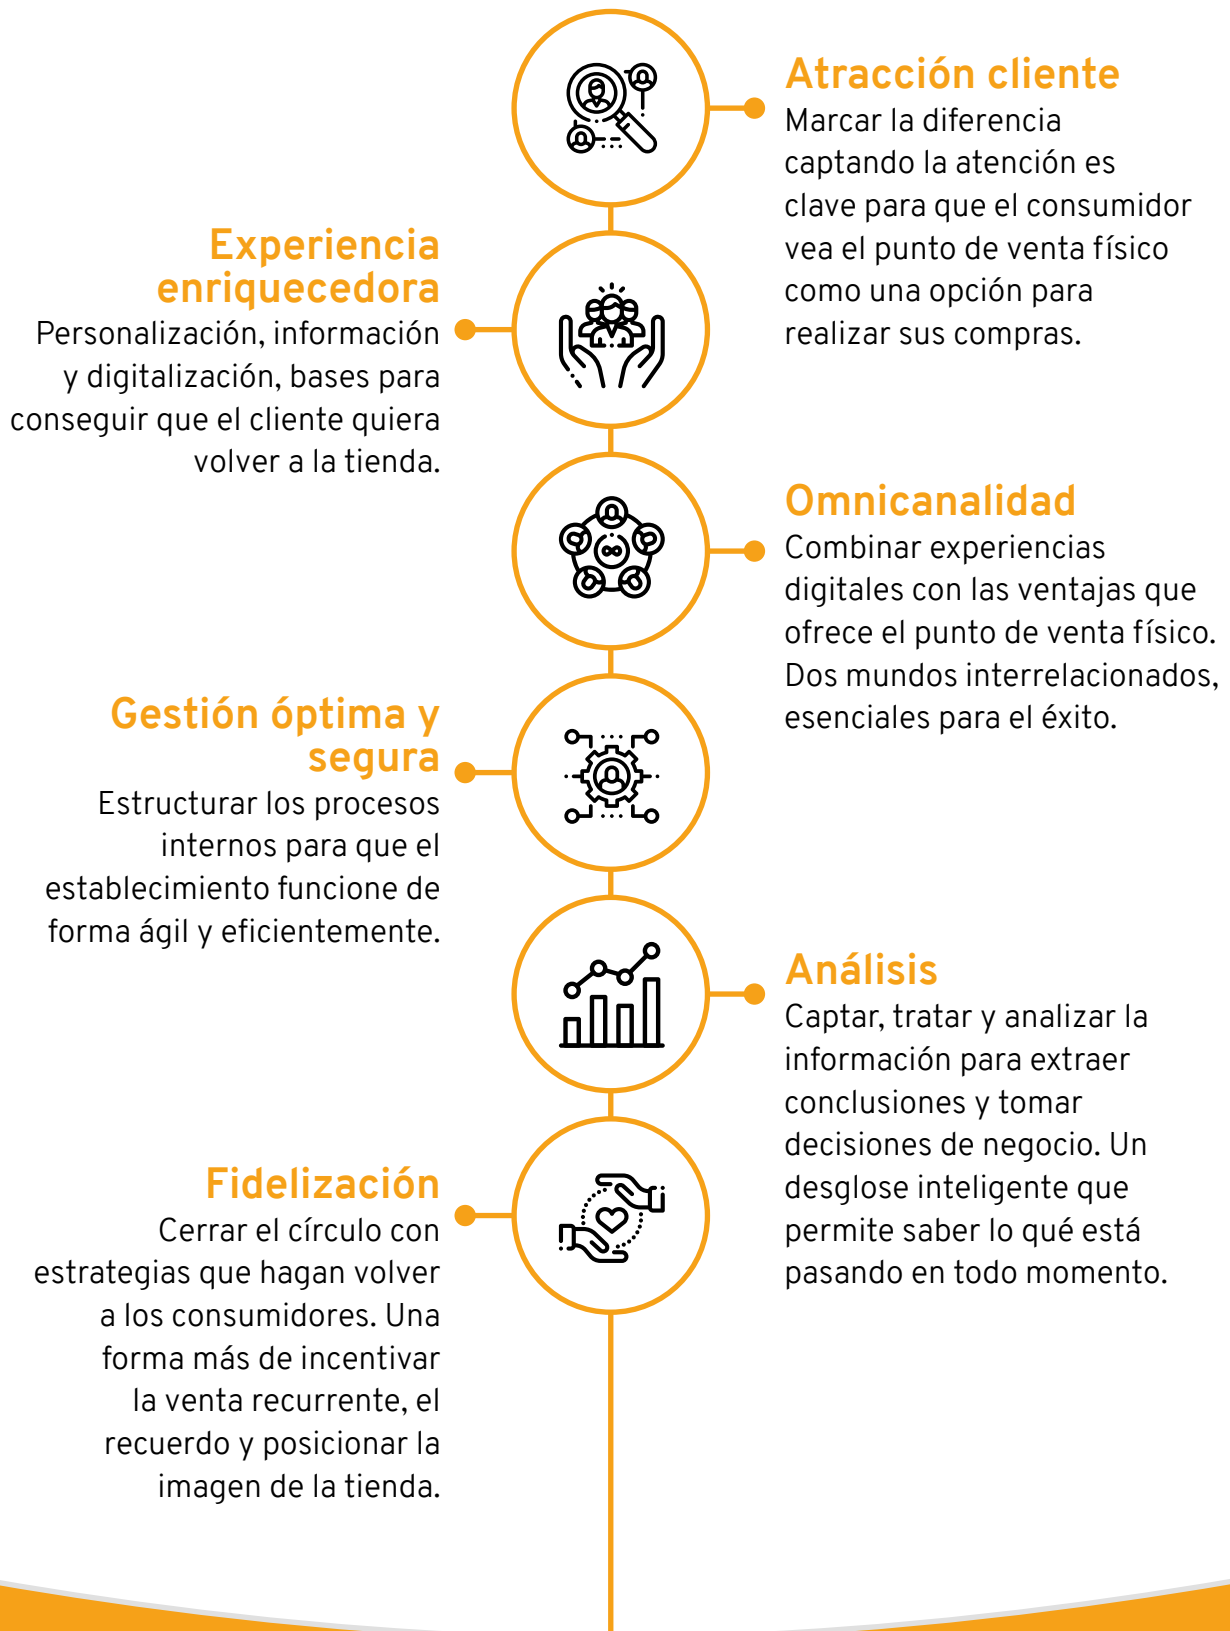 Atracción cliente
Marcar la diferencia
captando la atención es
clave para que el consumidor
vea el punto de venta físico
como una opción para
realizar sus compras.
Experiencia
enriquecedora
Personalización, información
y digitalización, bases para
conseguir que el cliente quiera
volver a la tienda.
Omnicanalidad
Combinar experiencias
digitales con las ventajas que
ofrece el punto de venta físico.
Dos mundos interrelacionados,
esenciales para el éxito.
Gestión óptima y
segura
Estructurar los procesos
internos para que el
establecimiento funcione de
forma ágil y eficientemente.
Análisis
Captar, tratar y analizar la
información para extraer
conclusiones y tomar
decisiones de negocio. Un
desglose inteligente que
permite saber lo qué está
pasando en todo momento.
Fidelización
Cerrar el círculo con
estrategias que hagan volver
a los consumidores. Una
forma más de incentivar
la venta recurrente, el
recuerdo y posicionar la
imagen de la tienda.